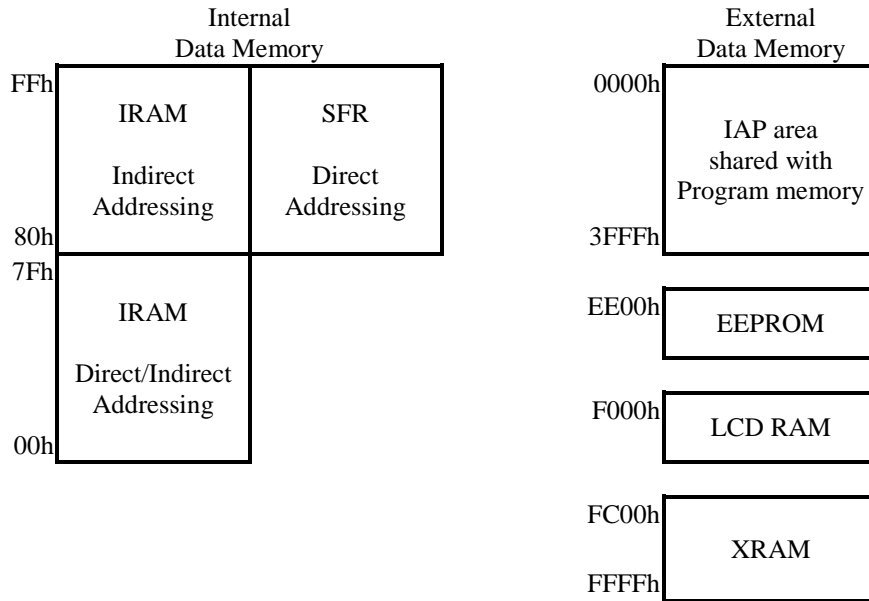 Internal
Data Memory
FFh
IRAM
Indirect
Addressing
80h
SFR
Direct
Addressing
7Fh
IRAM
Direct/Indirect
Addressing
00h
External
Data Memory
0000h
IAP area
shared with
Program memory
3FFFh
EE00h
EEPROM
F000h
LCD RAM
FC00h
XRAM
FFFFh